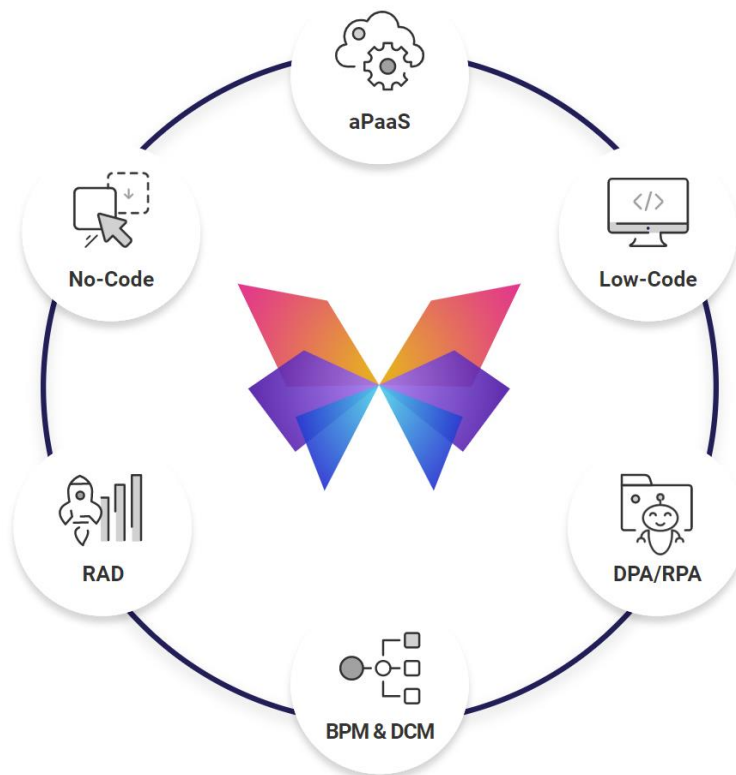 aPaaS
No-Code
</>
Low-Code
RAD
DPA/RPA
BPM & DCM